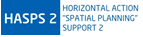 HASPS 2
HORIZONTAL ACTION
"SPATIAL PLANNING"
SUPPORT 2